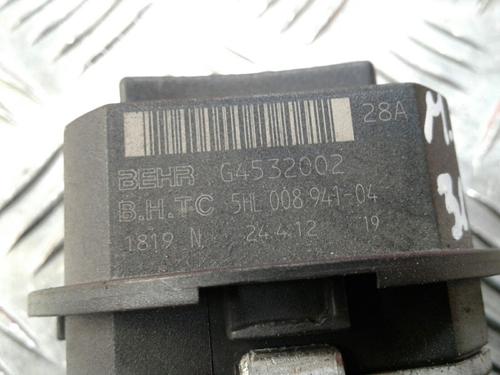 28A
BEHR G4532002
B.H.T.C 5HL 008 941-04
1819 N 24.4.12 19